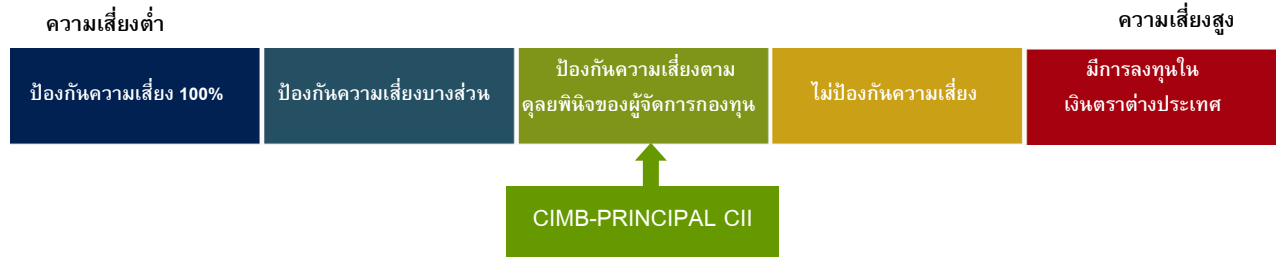 ความเสี่ยงต่ำ
ความเสี่ยงสูง
ป้องกันความเสี่ยง 100%
ป้องกันความเสี่ยงบางส่วน
ป้องกันความเสี่ยงตาม
ดุลยพินิจของผู้จัดการกองทุน
ไม่ป้องกันความเสี่ยง
มีการลงทุนใน
เงินตราต่างประเทศ
CIMB-PRINCIPAL CII